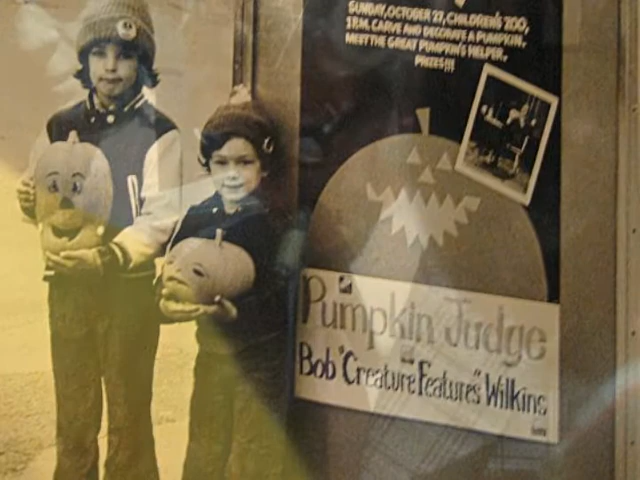 SUNDAY, OCTOBER 27, CHILDREN'S ZOO,
1 P.M. CARVE AND DECORATE A PUMPKIN,
MEET THE GREAT PUMPKIN'S HELPER,
PRIZES!!!
Pumpkin Judge
Bob "Creature Features" Wilkins